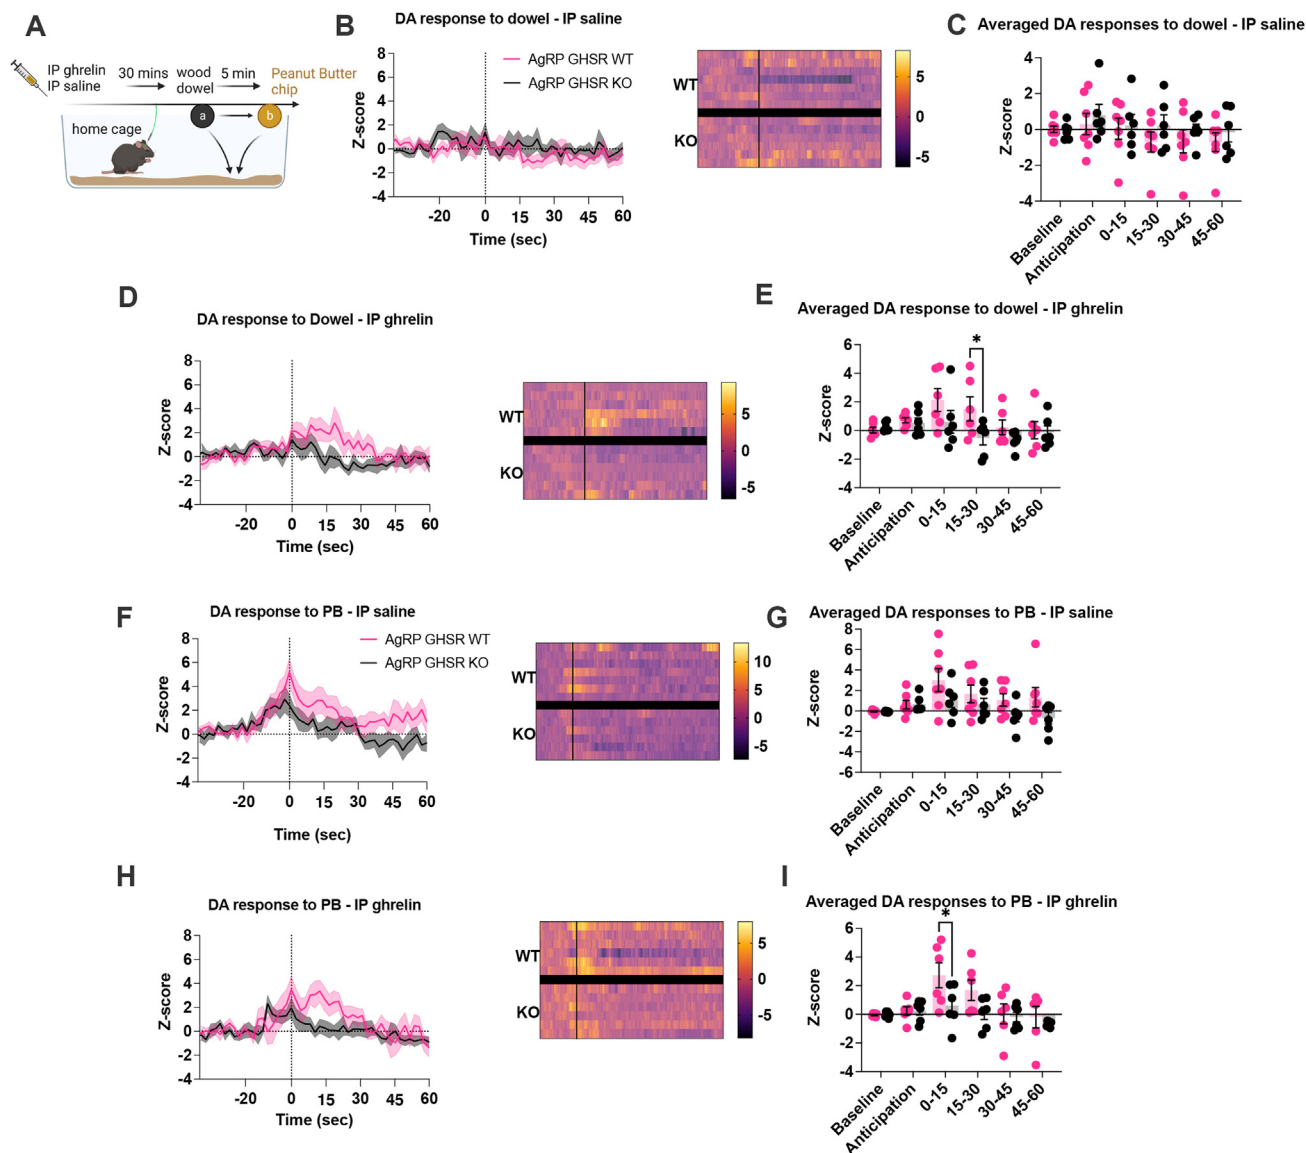 A
IP ghrelin
IP saline
30 mins
wood
dowel
5 min
Peanut Butter
chip
home cage
a
b
B
DA response to dowel - IP saline
AgRP GHSR WT
AgRP GHSR KO
Z-score
8
6
4
2
0
-2
-4
-20
0
15
30
45
60
Time (sec)
WT
KO
5
0
-5
C
Averaged DA responses to dowel - IP saline
Z-score
4
2
0
-2
-4
Baseline
Anticipation
0-15
15-30
30-45
45-60
D
DA response to Dowel - IP ghrelin
Z-score
8
6
4
2
0
-2
-4
-20
0
15
30
45
60
Time (sec)
WT
KO
5
0
-5
E
Averaged DA response to dowel - IP ghrelin
*
Z-score
6
4
2
0
-2
-4
Baseline
Anticipation
0-15
15-30
30-45
45-60
F
DA response to PB - IP saline
AgRP GHSR WT
AgRP GHSR KO
Z-score
8
6
4
2
0
-2
-4
-20
0
15
30
45
60
Time (sec)
WT
KO
10
5
0
-5
G
Averaged DA responses to PB - IP saline
Z-score
8
6
4
2
0
-2
-4
-6
Baseline
Anticipation
0-15
15-30
30-45
45-60
H
DA response to PB - IP ghrelin
Z-score
8
6
4
2
0
-2
-4
-20
0
15
30
45
60
Time (sec)
WT
KO
5
0
-5
I
Averaged DA responses to PB - IP ghrelin
*
Z-score
6
4
2
0
-2
-4
Baseline
Anticipation
0-15
15-30
30-45
45-60